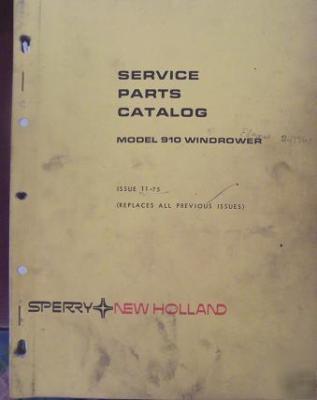 SERVICE
PARTS
CATALOG
MODEL 910 WINDROWER
ISSUE 11-75
(REPLACES ALL PREVIOUS ISSUES)
SPERRY NEW HOLLAND